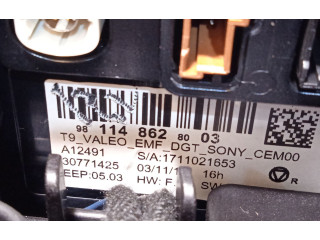 98 114 862 80 03
T9_VALEO_EMF_DGT_SONY_CEM00
A12491 S/A:1711021653
30771425 03/11/1 16h
EEP:05.03 HW: F. SW: R